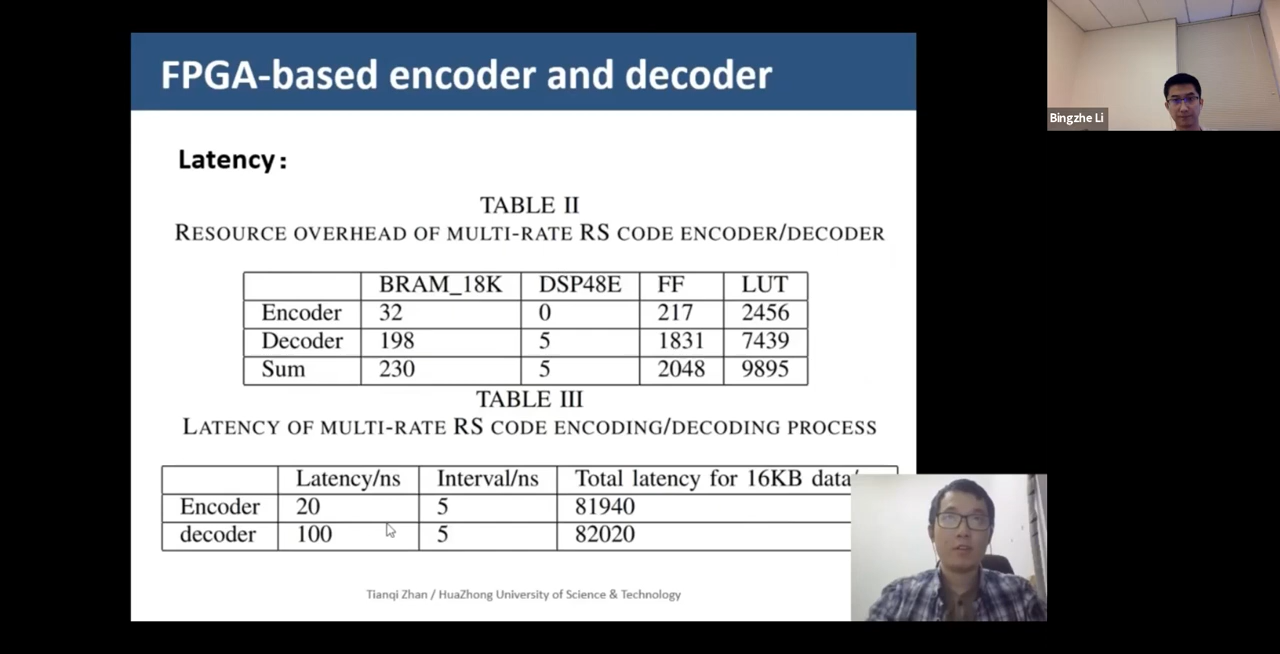 FPGA-based encoder and decoder
Bingzhe Li
Latency:
TABLE II
RESOURCE OVERHEAD OF MULTI-RATE RS CODE ENCODER/DECODER
BRAM_18K DSP48E FF LUT
Encoder 32 0 217 2456
Decoder 198 5 1831 7439
Sum 230 5 2048 9895
TABLE III
LATENCY OF MULTI-RATE RS CODE ENCODING/DECODING PROCESS
Latency/ns Interval/ns Total latency for 16KB data/
Encoder 20 5 81940
decoder 100 5 82020
Tianqi Zhan / HuaZhong University of Science & Technology